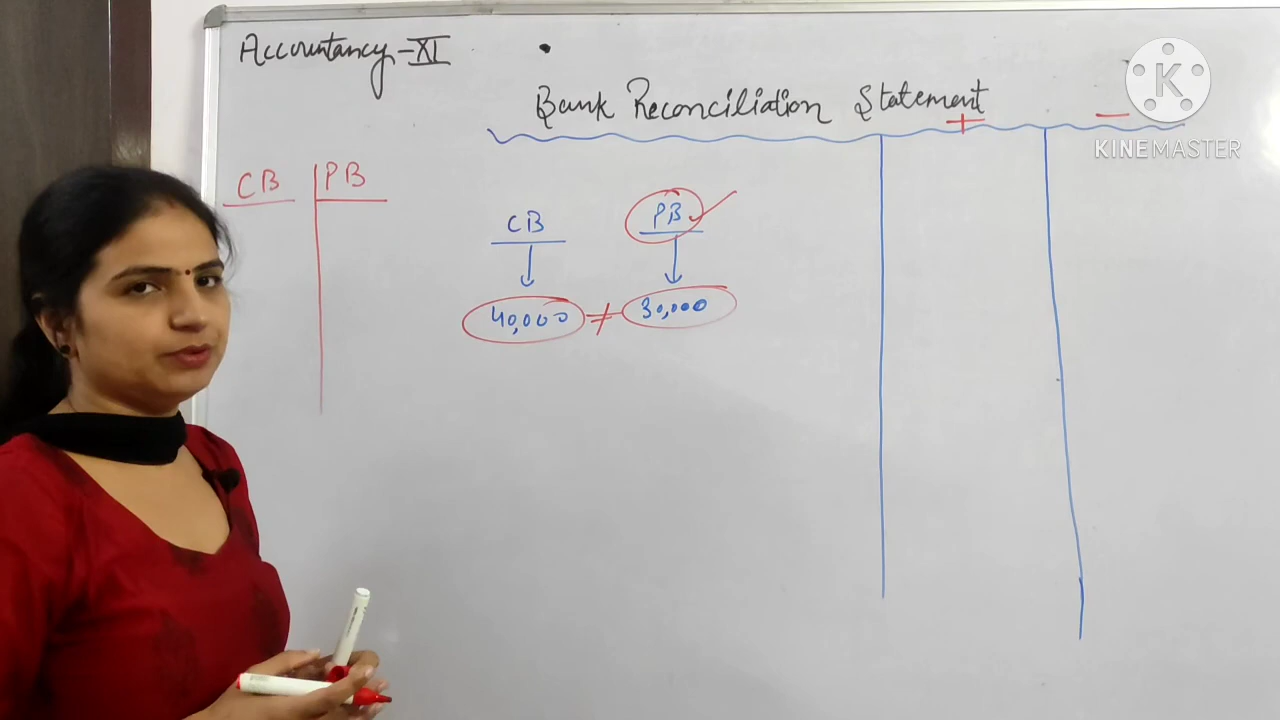 Accountancy-XI
Bank Reconciliation Statement
+ −
K
KINEMASTER
CB PB
CB PB
40,000 ≠ 30,000